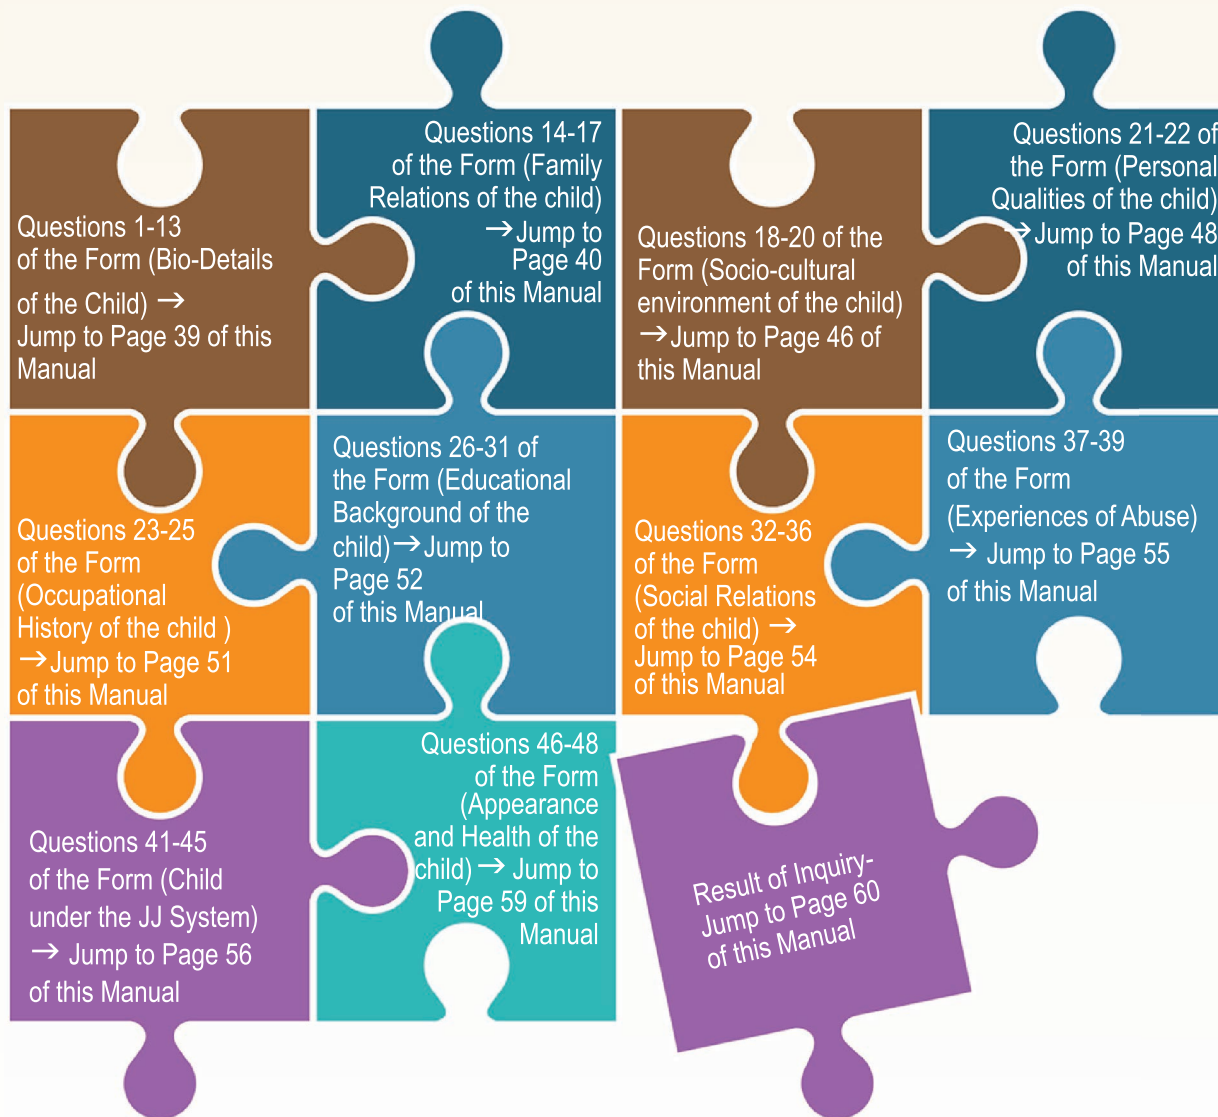 Questions 1-13
of the Form (Bio-Details
of the Child) →
Jump to Page 39 of this
Manual
Questions 14-17
of the Form (Family
Relations of the child)
→Jump to
Page 40
of this Manual
Questions 18-20 of the
Form (Socio-cultural
environment of the child)
→Jump to Page 46 of
this Manual
Questions 21-22 of
the Form (Personal
Qualities of the child)
→Jump to Page 48
of this Manual
Questions 23-25
of the Form
(Occupational
History of the child )
→Jump to Page 51
of this Manual
Questions 26-31 of
the Form (Educational
Background of the
child)→Jump to
Page 52
of this Manual
Questions 32-36
of the Form
(Social Relations
of the child) →
Jump to Page 54
of this Manual
Questions 37-39
of the Form
(Experiences of Abuse)
→ Jump to Page 55
of this Manual
Questions 41-45
of the Form (Child
under the JJ System)
→ Jump to Page 56
of this Manual
Questions 46-48
of the Form
(Appearance
and Health of the
child) → Jump to
Page 59 of this
Manual
Result of Inquiry-
Jump to Page 60
of this Manual